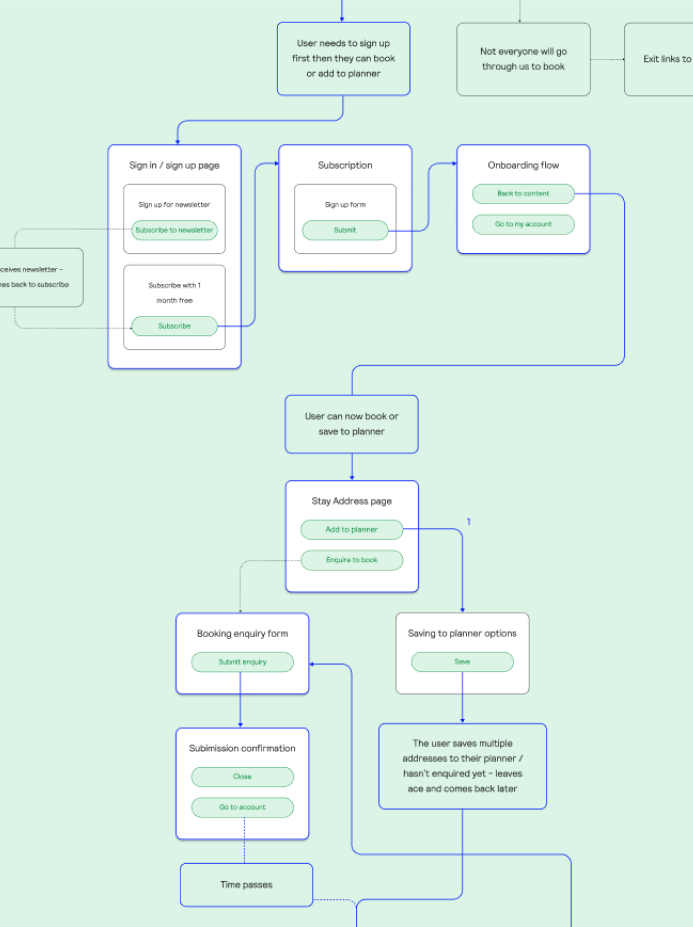 User needs to sign up
first then they can book
or add to planner
Not everyone will go
through us to book
Exit links to
Sign in / sign up page
Sign up for newsletter
Subscribe to newsletter
Subscribe with 1
month free
Subscribe
Subscription
Sign up form
Submit
Onboarding flow
Back to content
Go to my account
newsletter -
back to subscribe
User can now book or
save to planner
Stay Address page
Add to planner
Enquire to book
1
Booking enquiry form
Submit enquiry
Saving to planner options
Save
Subimission confirmation
Close
Go to account
The user saves multiple
addresses to their planner /
hasn't enquired yet - leaves
ace and comes back later
Time passes